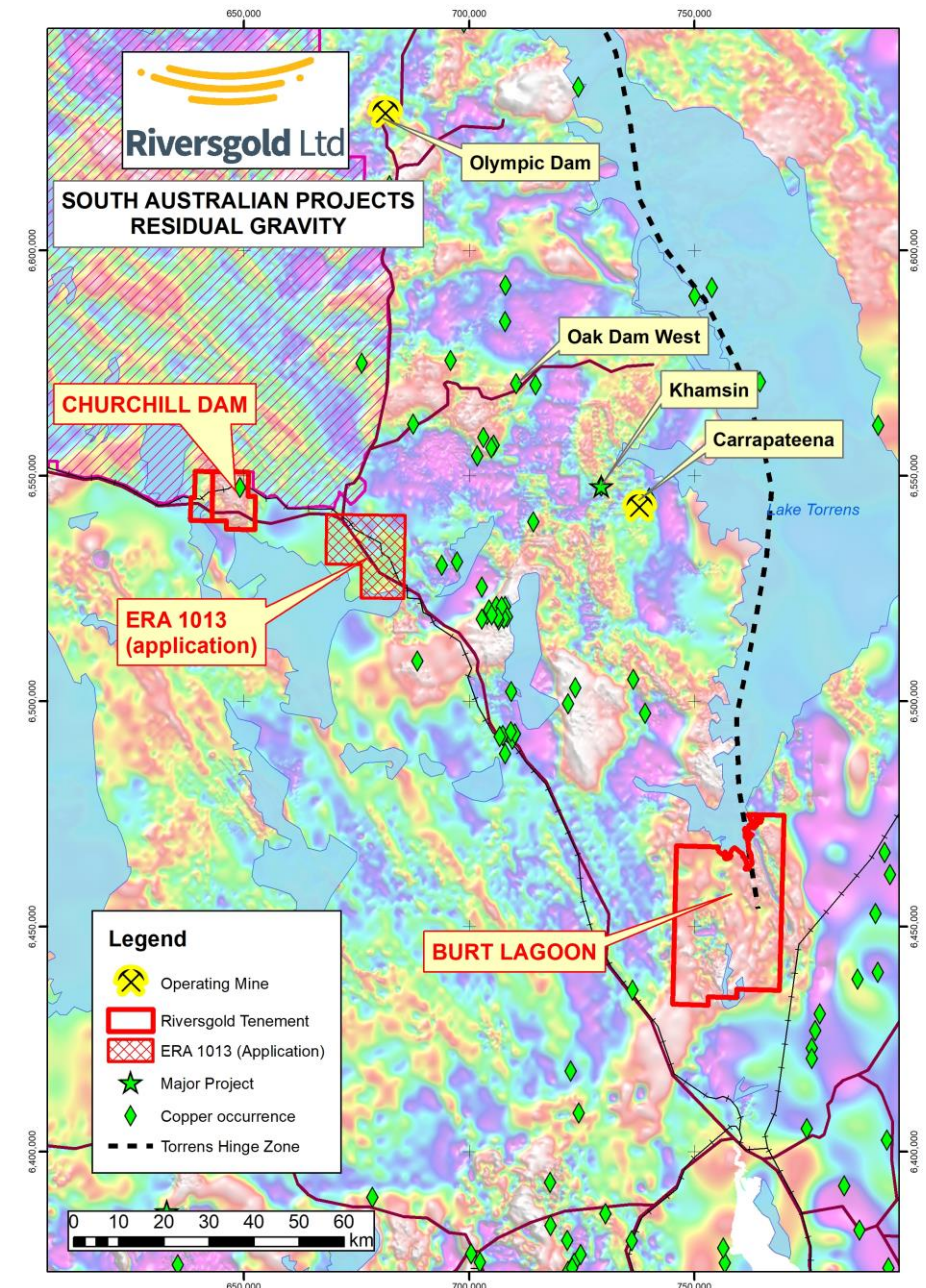 650,000
700,000
750,000
Riversgold Ltd
SOUTH AUSTRALIAN PROJECTS
RESIDUAL GRAVITY
Olympic Dam
6,600,000
6,600,000
Oak Dam West
Khamsin
CHURCHILL DAM
Carrapateena
6,550,000
6,550,000
Lake Torrens
ERA 1013
(application)
6,500,000
6,500,000
BURT LAGOON
6,450,000
6,450,000
Legend
Operating Mine
Riversgold Tenement
ERA 1013 (Application)
Major Project
Copper occurrence
Torrens Hinge Zone
6,400,000
6,400,000
0 10 20 30 40 50 60
km
650,000
700,000
750,000